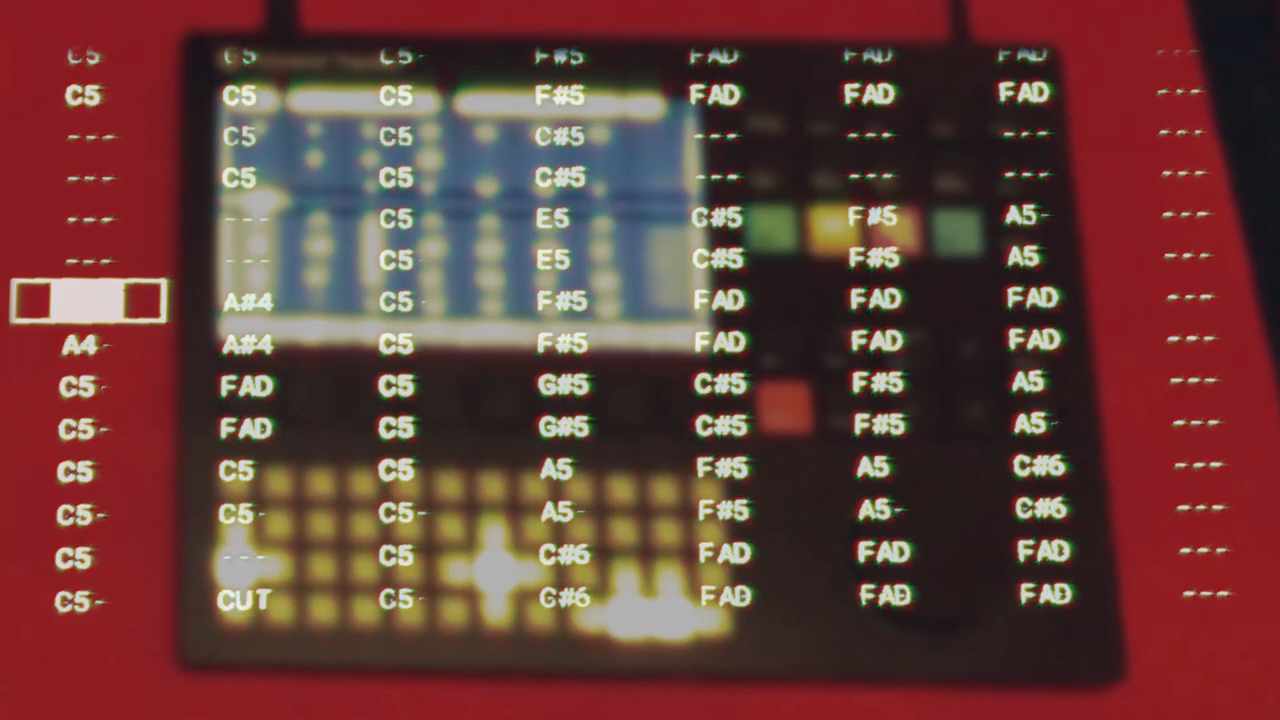 C5 C5 C5- F#5 FAD FAD FAD ---
C5 C5 C5 F#5 FAD FAD FAD ---
--- C5 C5 C#5 --- --- --- ---
--- C5 C5 C#5 --- --- --- ---
--- --- C5 E5 C#5 F#5 A5- ---
--- --- C5 E5 C#5 F#5 A5 ---
A#4 C5 F#5 FAD FAD FAD ---
A4 A#4 C5 F#5 FAD FAD FAD ---
C5 FAD C5 G#5 C#5 F#5 A5 ---
C5- FAD C5 G#5 C#5 F#5 A5- ---
C5 C5 C5 A5 F#5 A5 C#6 ---
C5- C5- C5- A5- F#5 A5- C#6 ---
C5 --- C5 C#6 FAD FAD FAD ---
C5- CUT C5- C#6 FAD FAD FAD ---